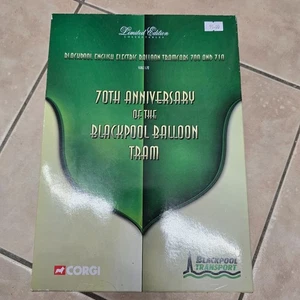 Limited Edition
BLACKPOOL ENGLISH ELECTRIC BALLOON TRAMCARS 700 AND 710
70TH ANNIVERSARY
OF THE
BLACKPOOL BALLOON
TRAM
CORGI
BLACKPOOL
TRANSPORT